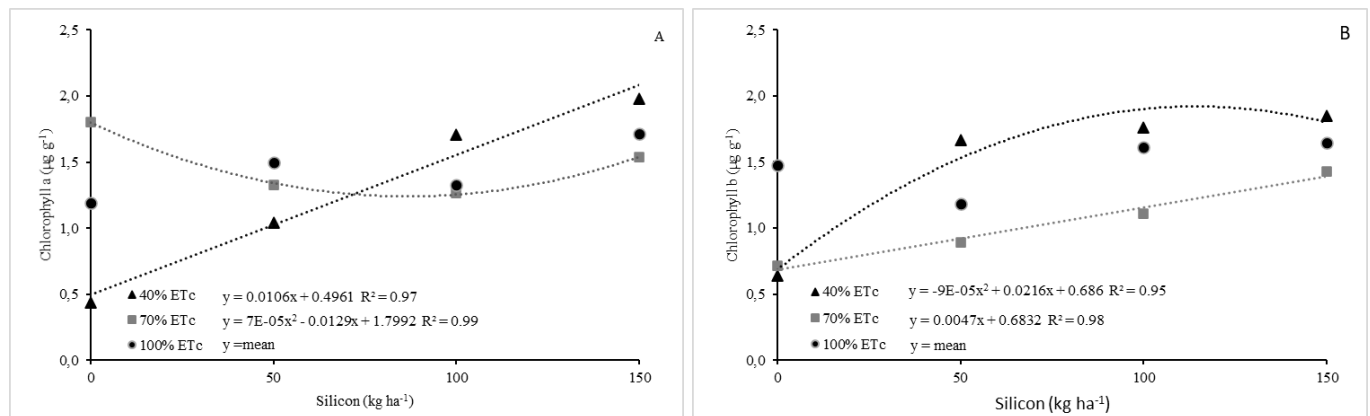 A
2,5
2,0
1,5
1,0
0,5
0,0
Chlorophyll a (µg g⁻¹)
40% ETc y = 0.0106x + 0.4961 R² = 0.97
70% ETc y = 7E-05x² - 0.0129x + 1.7992 R² = 0.99
100% ETc y =mean
0 50 100 150
Silicon (kg ha⁻¹)
B
2,5
2,0
1,5
1,0
0,5
0,0
Chlorophyll b (µg g⁻¹)
40% ETc y = -9E-05x² + 0.0216x + 0.686 R² = 0.95
70% ETc y = 0.0047x + 0.6832 R² = 0.98
100% ETc y = mean
0 50 100 150
Silicon (kg ha⁻¹)